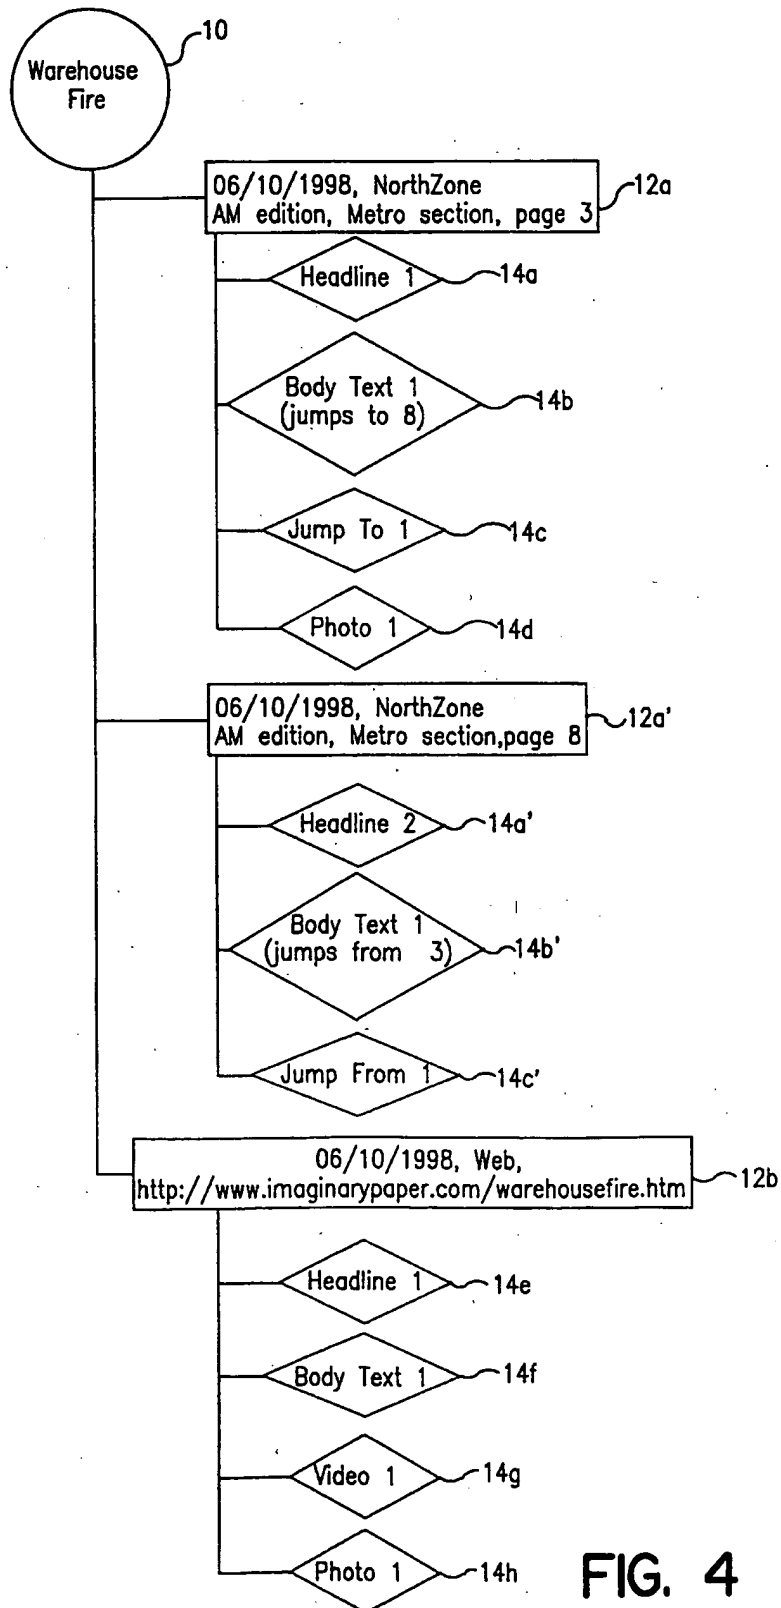 10
Warehouse
Fire
06/10/1998, NorthZone
AM edition, Metro section, page 3
12a
Headline 1
14a
Body Text 1
(jumps to 8)
14b
Jump To 1
14c
Photo 1
14d
06/10/1998, NorthZone
AM edition, Metro section,page 8
12a'
Headline 2
14a'
Body Text 1
(jumps from 3)
14b'
Jump From 1
14c'
06/10/1998, Web,
http://www.imaginarypaper.com/warehousefire.htm
12b
Headline 1
14e
Body Text 1
14f
Video 1
14g
Photo 1
14h
FIG. 4